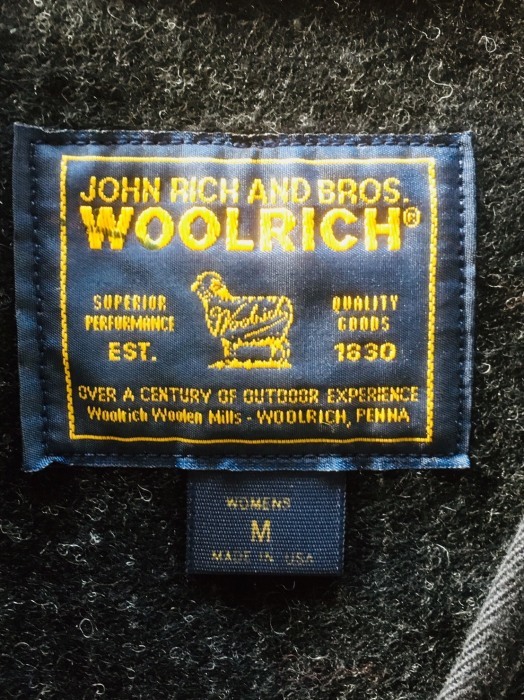 JOHN RICH AND BROS.
WOOLRICH®
SUPERIOR PERFORMANCE
EST.
Woolrich
QUALITY GOODS
1830
OVER A CENTURY OF OUTDOOR EXPERIENCE
Woolrich Woolen Mills - WOOLRICH, PENNA
WOMENS
M
MADE IN USA